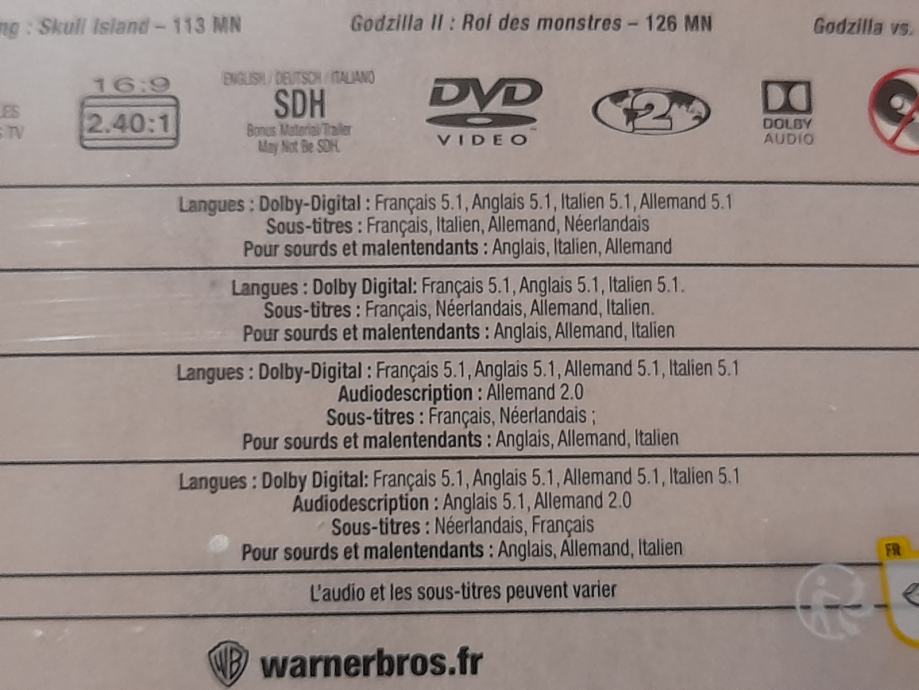 ng : Skull Island – 113 MN Godzilla II : Roi des monstres – 126 MN Godzilla vs.
LES 16:9 ENGLISH / DEUTSCH / ITALIANO DVD 2 DOLBY
S TV 2.40:1 SDH VIDEO AUDIO
Bonus Material/Trailer
May Not Be SDH.
Langues : Dolby-Digital : Français 5.1, Anglais 5.1, Italien 5.1, Allemand 5.1
Sous-titres : Français, Italien, Allemand, Néerlandais
Pour sourds et malentendants : Anglais, Italien, Allemand
Langues : Dolby Digital: Français 5.1, Anglais 5.1, Italien 5.1.
Sous-titres : Français, Néerlandais, Allemand, Italien.
Pour sourds et malentendants : Anglais, Allemand, Italien
Langues : Dolby-Digital : Français 5.1, Anglais 5.1, Allemand 5.1, Italien 5.1
Audiodescription : Allemand 2.0
Sous-titres : Français, Néerlandais ;
Pour sourds et malentendants : Anglais, Allemand, Italien
Langues : Dolby Digital: Français 5.1, Anglais 5.1, Allemand 5.1, Italien 5.1
Audiodescription : Anglais 5.1, Allemand 2.0
Sous-titres : Néerlandais, Français
Pour sourds et malentendants : Anglais, Allemand, Italien
FR
L'audio et les sous-titres peuvent varier
WB warnerbros.fr